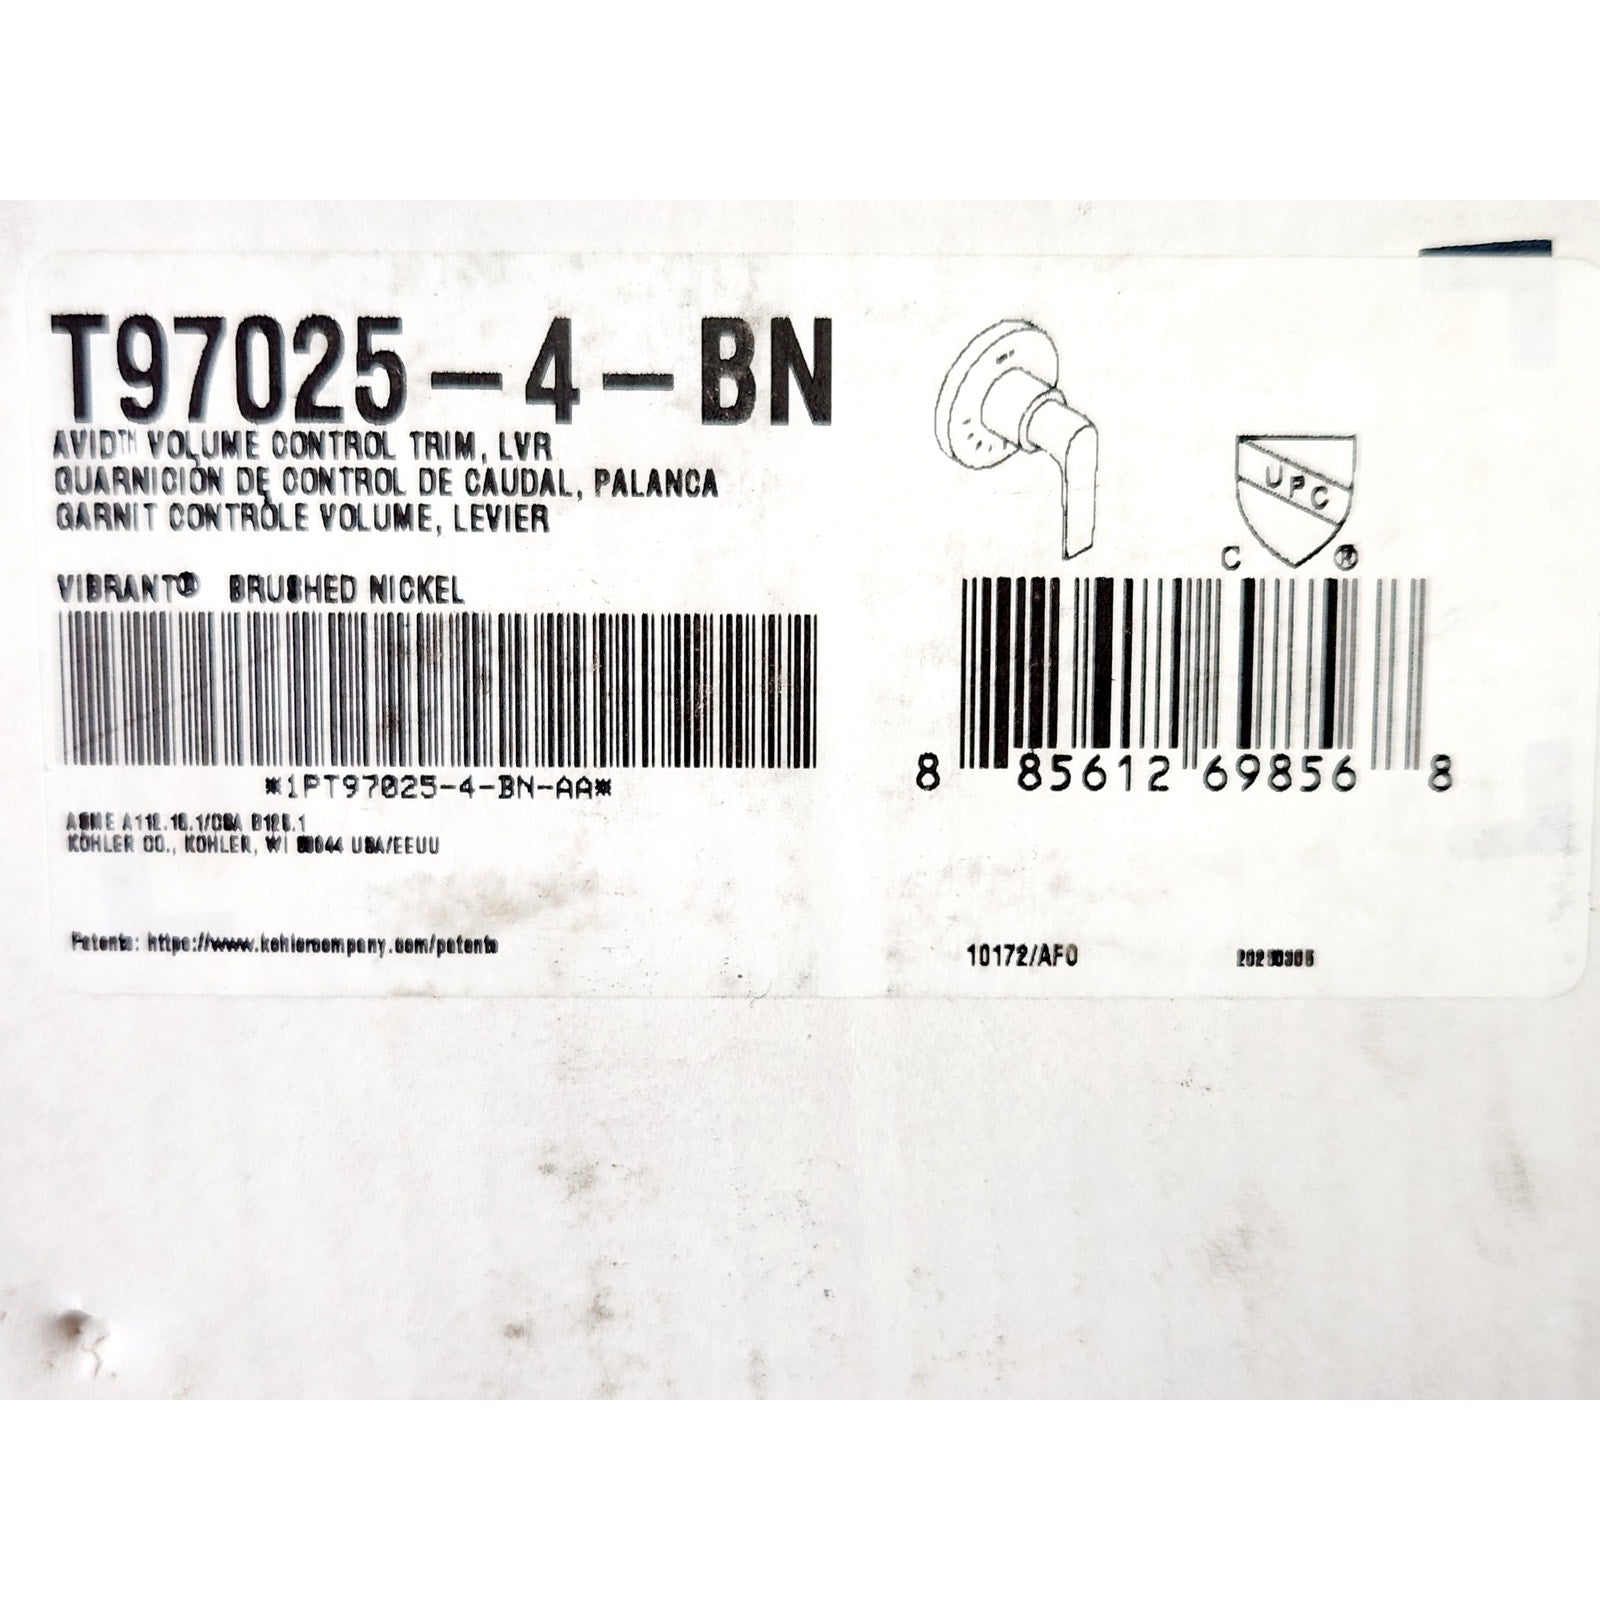 T97025-4-BN
AVID™ VOLUME CONTROL TRIM, LVR
GUARNICIÓN DE CONTROL DE CAUDAL, PALANCA
GARNIT CONTRÔLE VOLUME, LEVIER
VIBRANT® BRUSHED NICKEL
*1PT97025-4-BN-AA*
ASME A112.18.1/CSA B125.1
KOHLER CO., KOHLER, WI 53044 USA/EEUU
Patents: https://www.kohlercompany.com/patents
UPC
C ®
8 85612 69856 8
10172/AF0